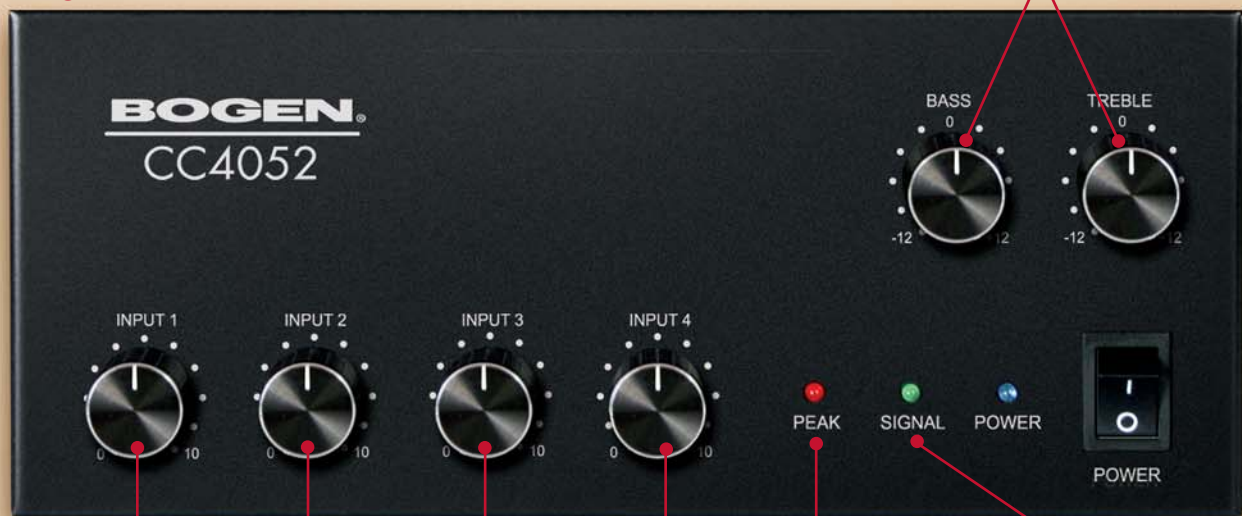 BOGEN®
CC4052
BASS
0
-12 12
TREBLE
0
-12 12
INPUT 1
0 10
INPUT 2
0 10
INPUT 3
0 10
INPUT 4
0 10
PEAK
SIGNAL
POWER
I
O
POWER